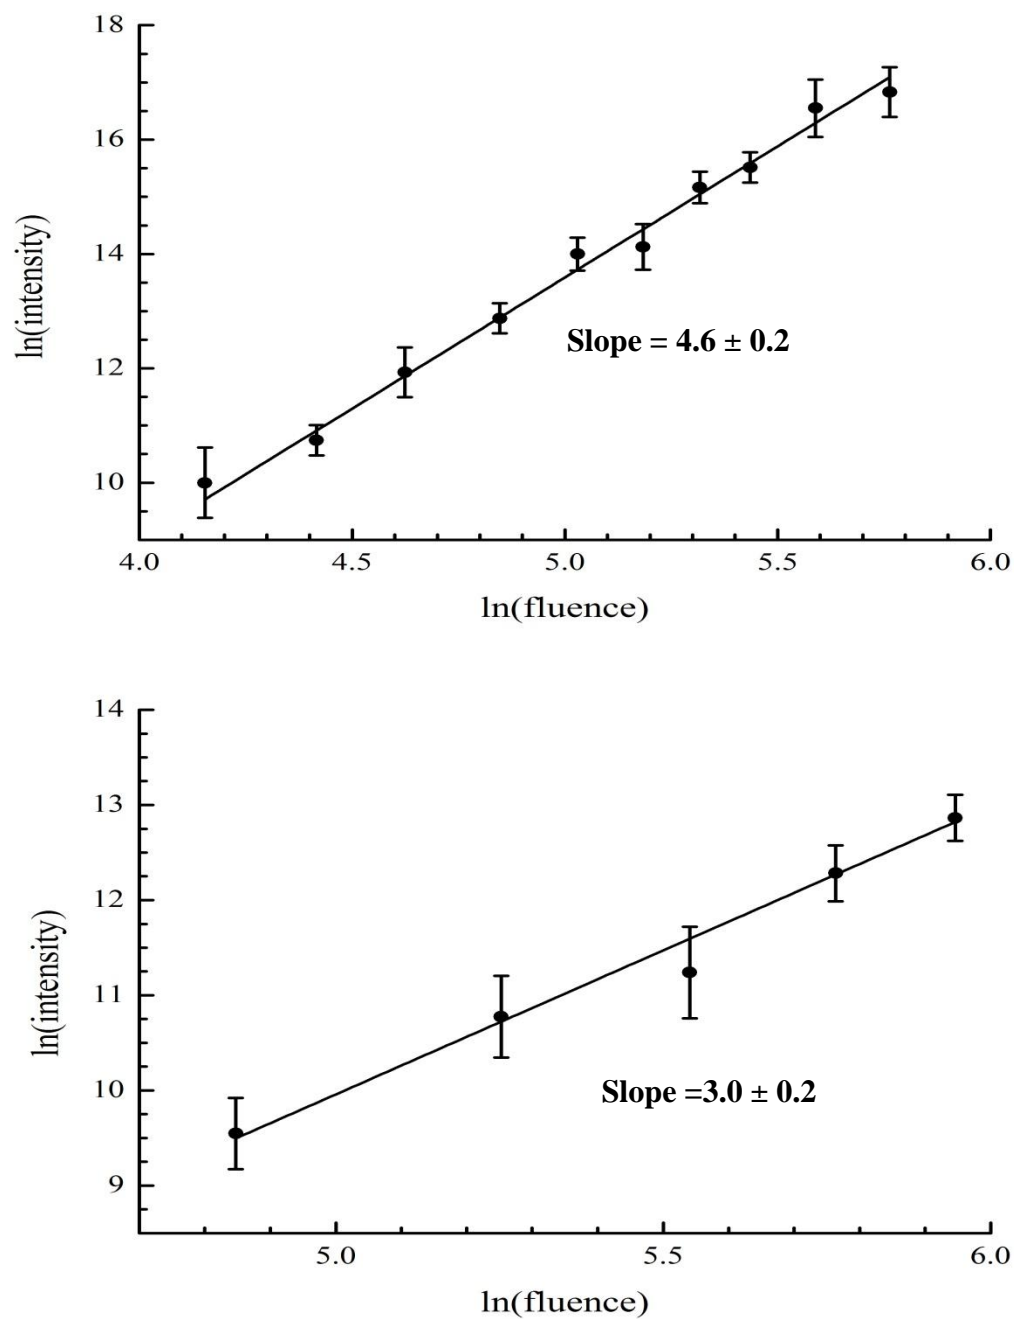 18
16
14
12
10
ln(intensity)
Slope = 4.6 ± 0.2
4.0 4.5 5.0 5.5 6.0
ln(fluence)
14
13
12
11
10
9
ln(intensity)
Slope =3.0 ± 0.2
5.0 5.5 6.0
ln(fluence)